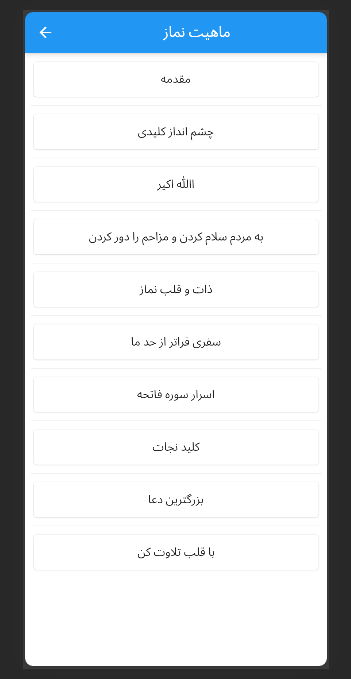 ماهیت نماز
مقدمه
چشم انداز کلیدی
االله اکبر
به مردم سلام کردن و مزاحم را دور کردن
ذات و قلب نماز
سفری فراتر از حد ما
اسرار سوره فاتحه
کلید نجات
بزرگترین دعا
با قلب تلاوت کن